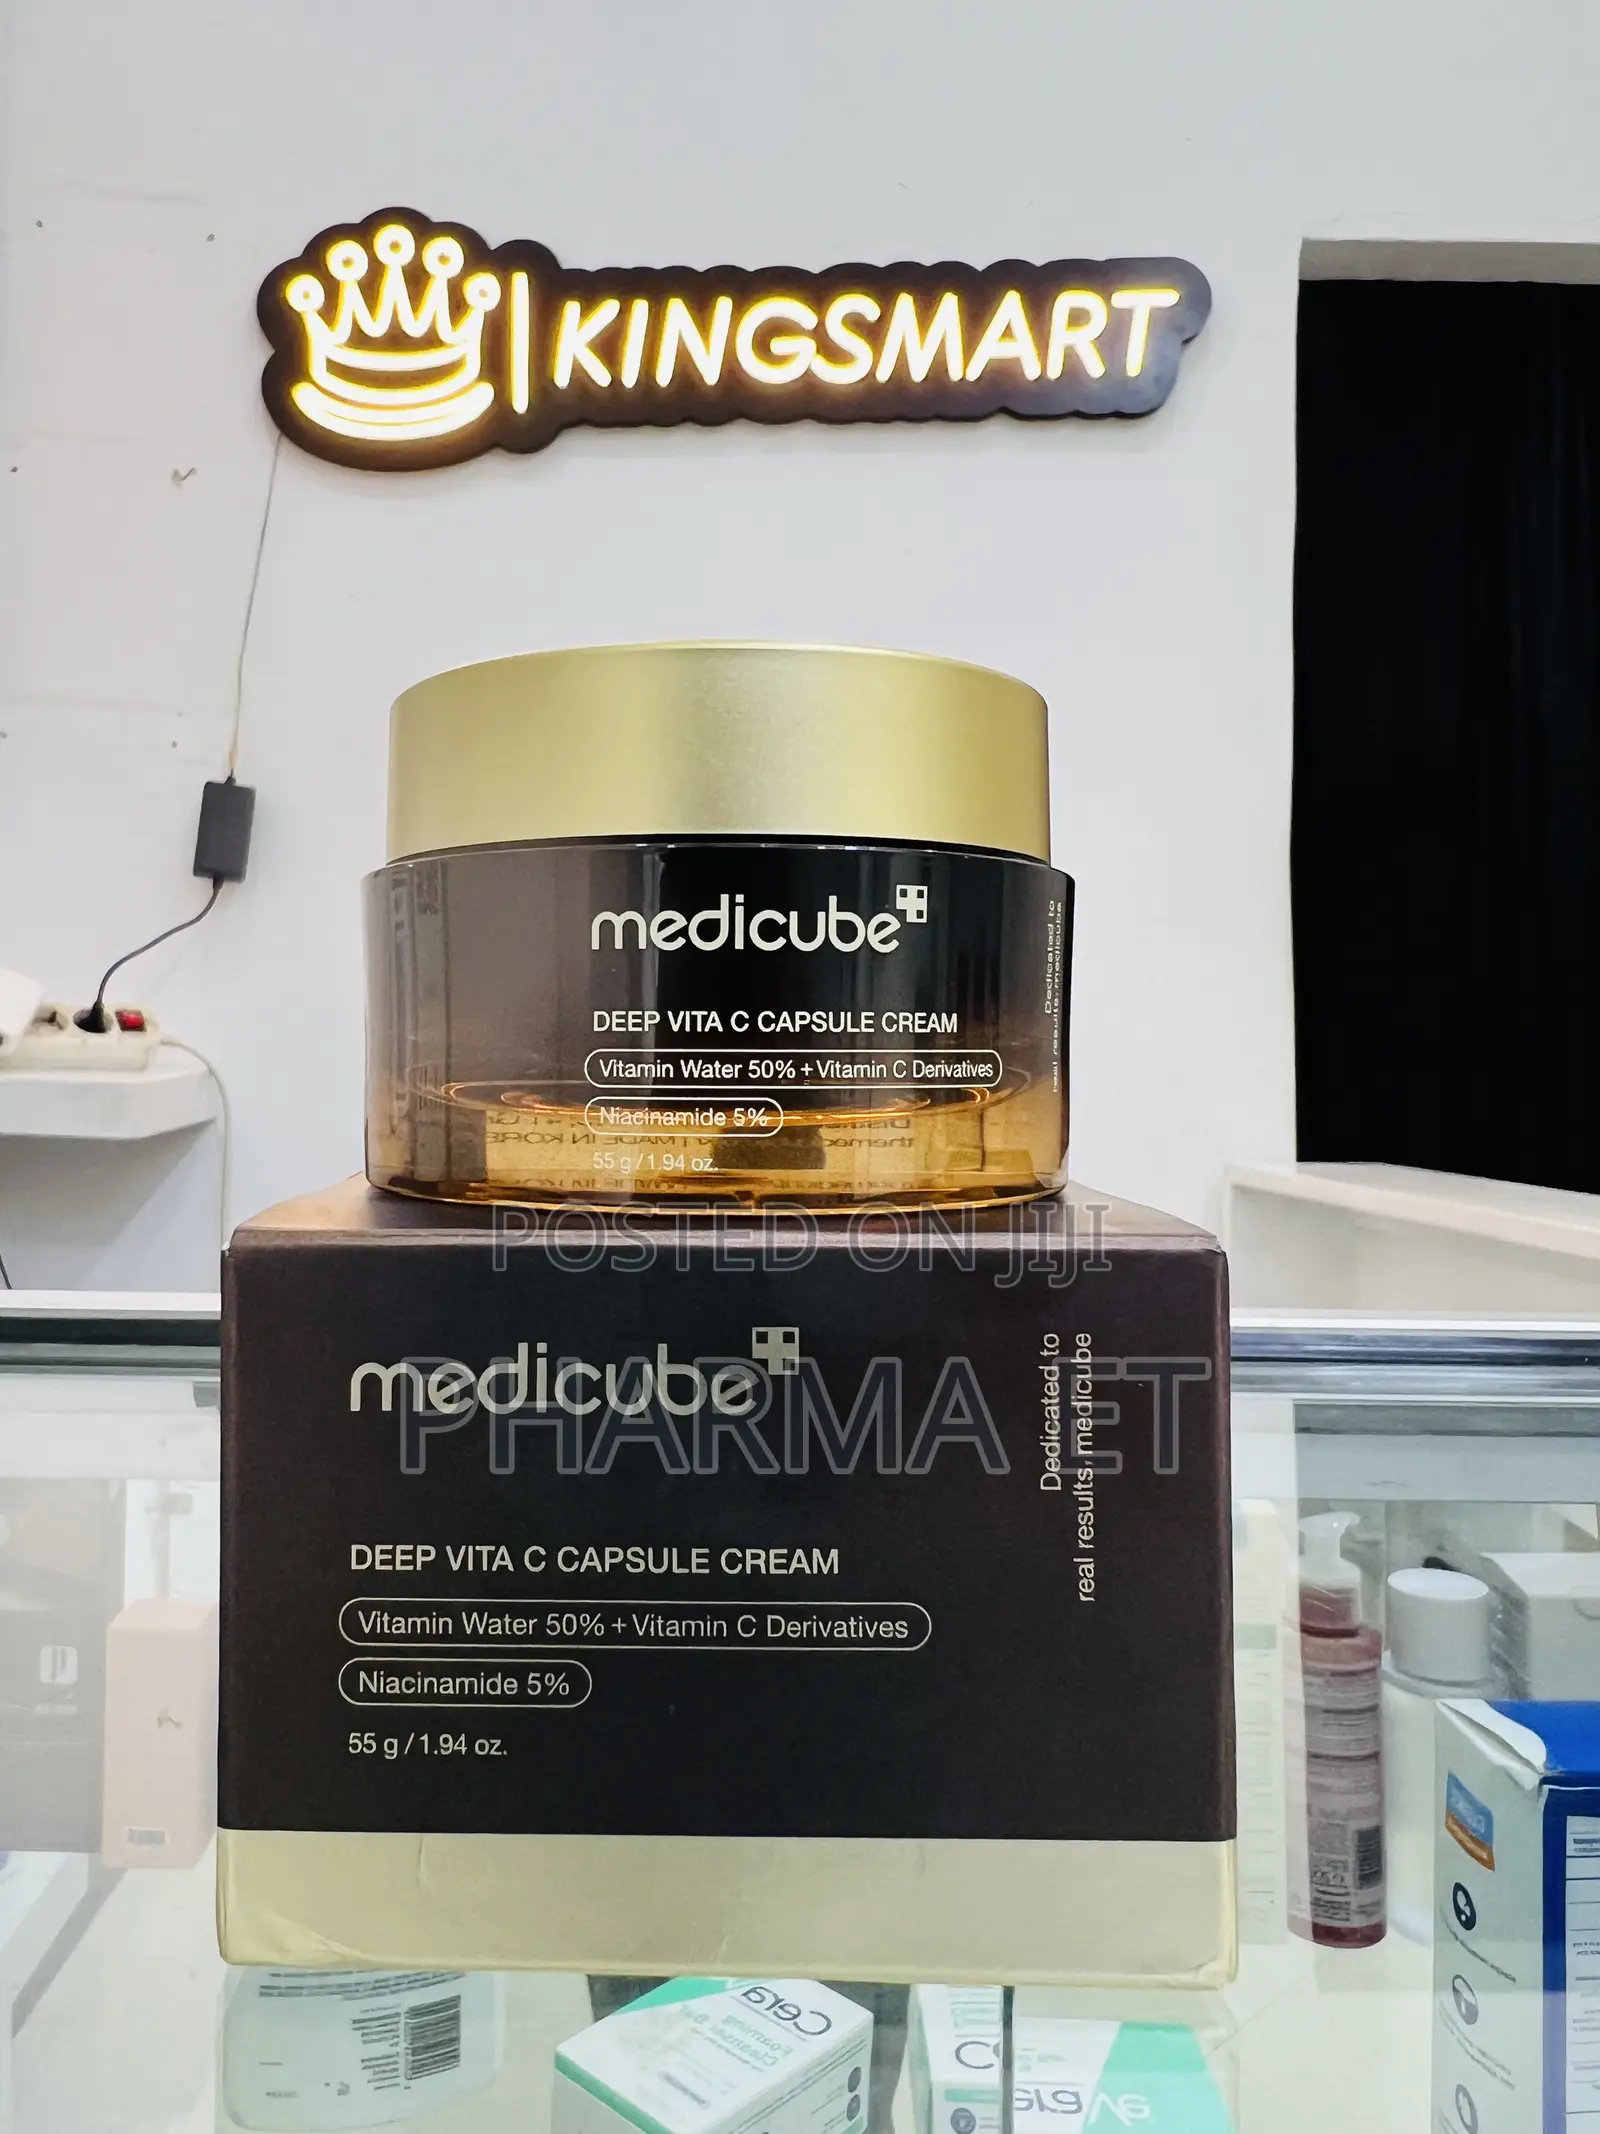 KINGSMART
medicube
DEEP VITA C CAPSULE CREAM
Vitamin Water 50% + Vitamin C Derivatives
Niacinamide 5%
55 g / 1.94 oz.
Dedicated to
real results, medicube
POSTED ON JIJI
PHARMA ET
medicube
DEEP VITA C CAPSULE CREAM
Vitamin Water 50% + Vitamin C Derivatives
Niacinamide 5%
55 g / 1.94 oz.
Dedicated to
real results, medicube